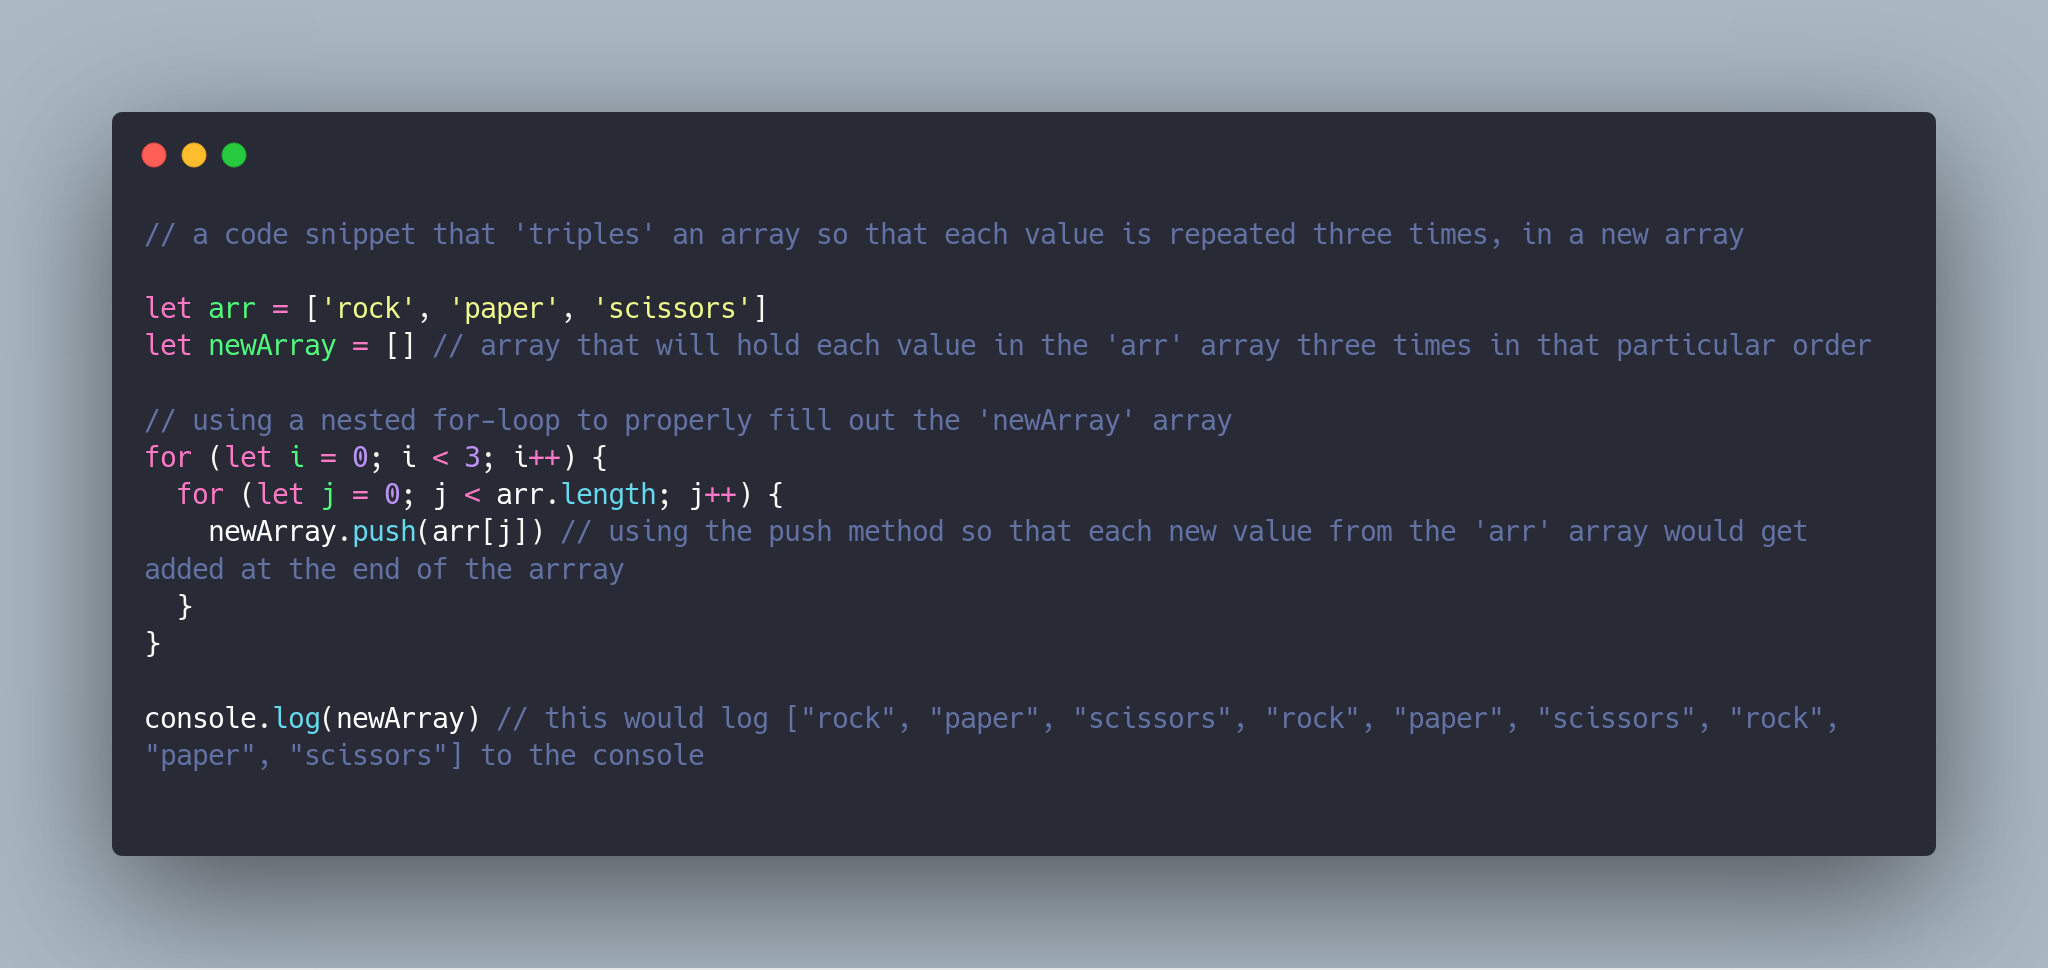 // a code snippet that 'triples' an array so that each value is repeated three times, in a new array
let arr = ['rock', 'paper', 'scissors']
let newArray = [] // array that will hold each value in the 'arr' array three times in that particular order
// using a nested for-loop to properly fill out the 'newArray' array
for (let i = 0; i < 3; i++) {
  for (let j = 0; j < arr.length; j++) {
    newArray.push(arr[j]) // using the push method so that each new value from the 'arr' array would get
added at the end of the arrray
  }
}
console.log(newArray) // this would log ["rock", "paper", "scissors", "rock", "paper", "scissors", "rock",
"paper", "scissors"] to the console